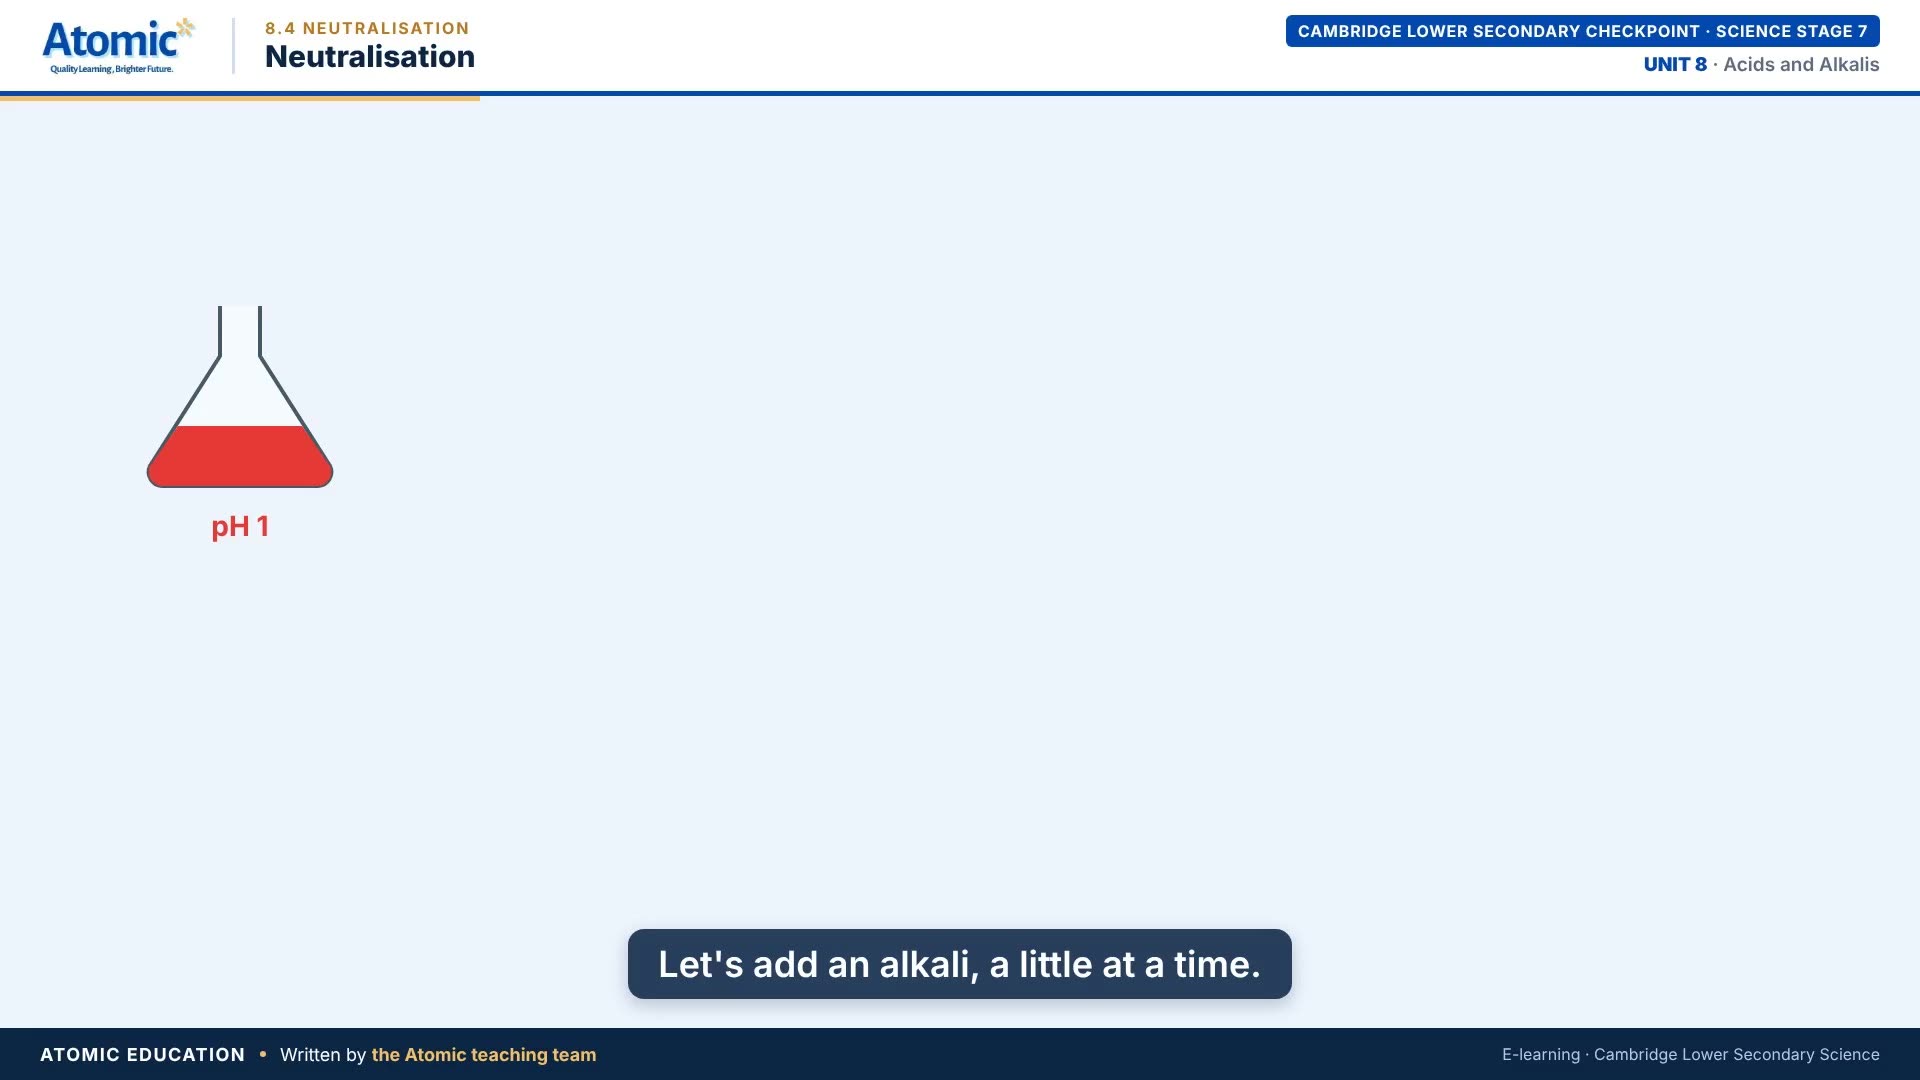 Atomic
Quality Learning, Brighter Future.
8.4 NEUTRALISATION
Neutralisation
CAMBRIDGE LOWER SECONDARY CHECKPOINT · SCIENCE STAGE 7
UNIT 8 · Acids and Alkalis
pH 1
Let's add an alkali, a little at a time.
ATOMIC EDUCATION • Written by the Atomic teaching team
E-learning · Cambridge Lower Secondary Science